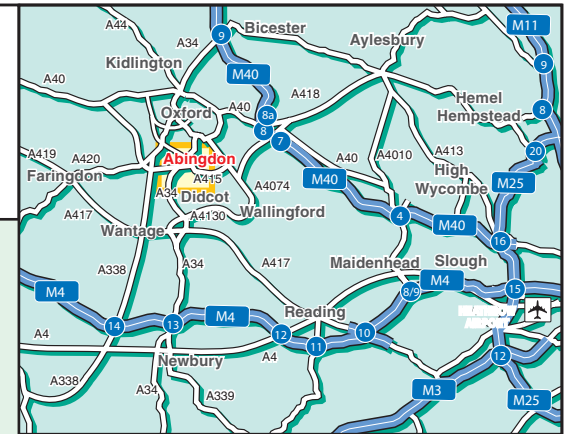 A44
Bicester
M11
A34
9
Aylesbury
Kidlington
M40
9
A40
A418
Hemel
Hempstead
8a
8
Oxford
A40
8
7
A419
A420
Abingdon
A40
A4010
A413
20
Faringdon
A415
High
Wycombe
M25
A34
Didcot
A4074
M40
A417
A4130
Wallingford
4
Wantage
M40
16
A338
A34
A417
Maidenhead
Slough
M4
8/9
M4
15
14
13
M4
Reading
A4
12
11
10
12
Newbury
A4
A338
A34
A339
M3
M25